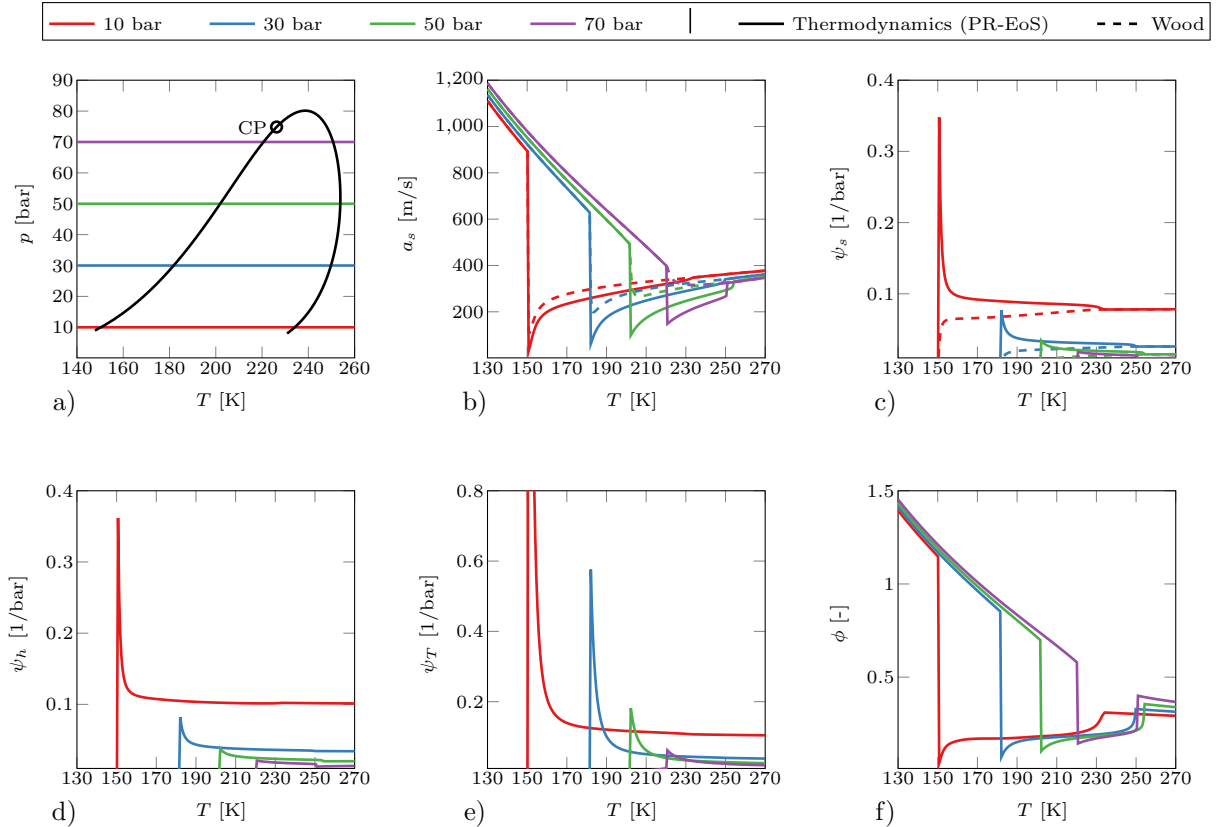 10 bar 30 bar 50 bar 70 bar Thermodynamics (PR-EoS) Wood
90
80
70
60
50
40
30
20
10
140 160 180 200 220 240 260
CP
p [bar]
T [K]
a)
1,200
1,000
800
600
400
200
130 150 170 190 210 230 250 270
a_s [m/s]
T [K]
b)
0.4
0.3
0.2
0.1
130 150 170 190 210 230 250 270
ψ_s [1/bar]
T [K]
c)
0.4
0.3
0.2
0.1
130 150 170 190 210 230 250 270
ψ_h [1/bar]
T [K]
d)
0.8
0.6
0.4
0.2
130 150 170 190 210 230 250 270
ψ_T [1/bar]
T [K]
e)
1.5
1
0.5
130 150 170 190 210 230 250 270
ϕ [-]
T [K]
f)